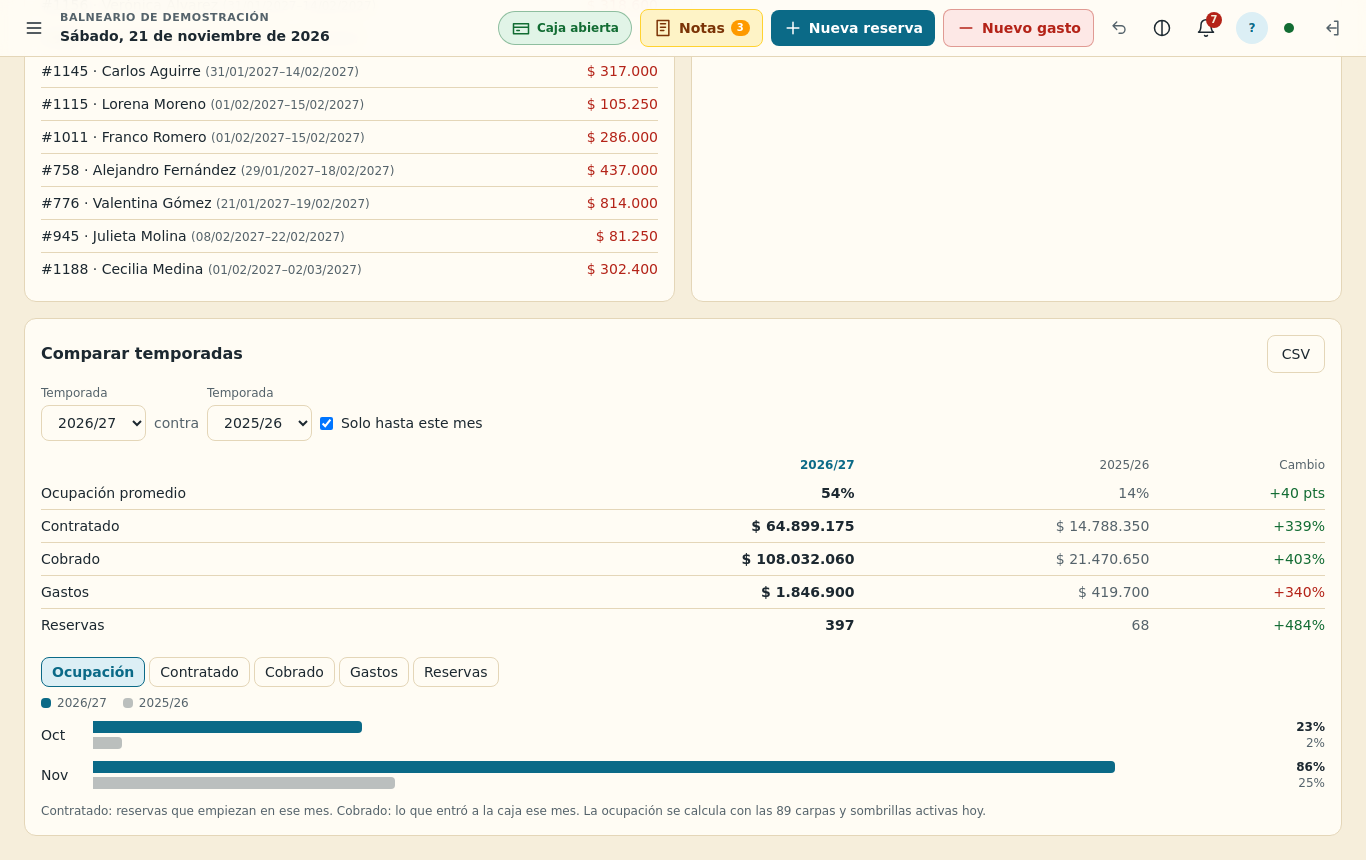 BALNEARIO DE DEMOSTRACIÓN
Sábado, 21 de noviembre de 2026
Caja abierta
Notas 3
Nueva reserva
Nuevo gasto
7
?
#1145 · Carlos Aguirre (31/01/2027–14/02/2027) $ 317.000
#1115 · Lorena Moreno (01/02/2027–15/02/2027) $ 105.250
#1011 · Franco Romero (01/02/2027–15/02/2027) $ 286.000
#758 · Alejandro Fernández (29/01/2027–18/02/2027) $ 437.000
#776 · Valentina Gómez (21/01/2027–19/02/2027) $ 814.000
#945 · Julieta Molina (08/02/2027–22/02/2027) $ 81.250
#1188 · Cecilia Medina (01/02/2027–02/03/2027) $ 302.400
Comparar temporadas
CSV
Temporada Temporada
2026/27 contra 2025/26 Solo hasta este mes
2026/27 2025/26 Cambio
Ocupación promedio 54% 14% +40 pts
Contratado $ 64.899.175 $ 14.788.350 +339%
Cobrado $ 108.032.060 $ 21.470.650 +403%
Gastos $ 1.846.900 $ 419.700 +340%
Reservas 397 68 +484%
Ocupación Contratado Cobrado Gastos Reservas
2026/27 2025/26
Oct 23%
2%
Nov 86%
25%
Contratado: reservas que empiezan en ese mes. Cobrado: lo que entró a la caja ese mes. La ocupación se calcula con las 89 carpas y sombrillas activas hoy.